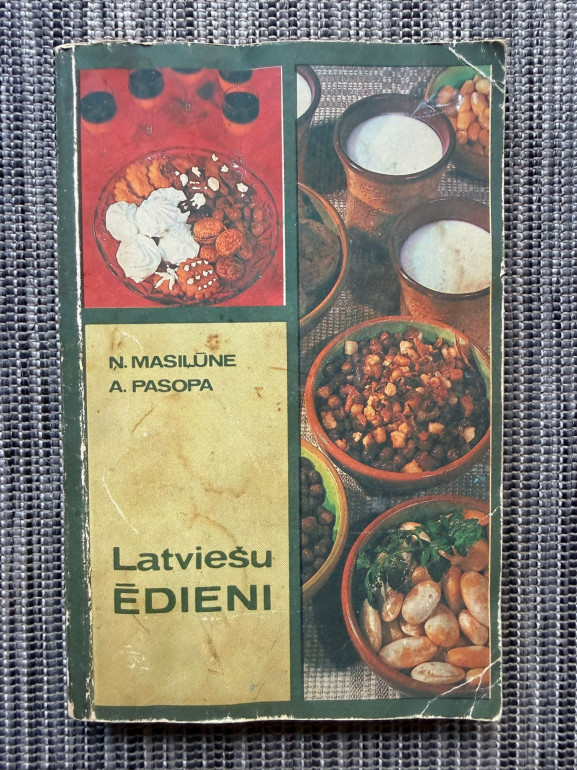 Ņ. MASIĻŪNE
A. PASOPA
Latviešu
ĒDIENI